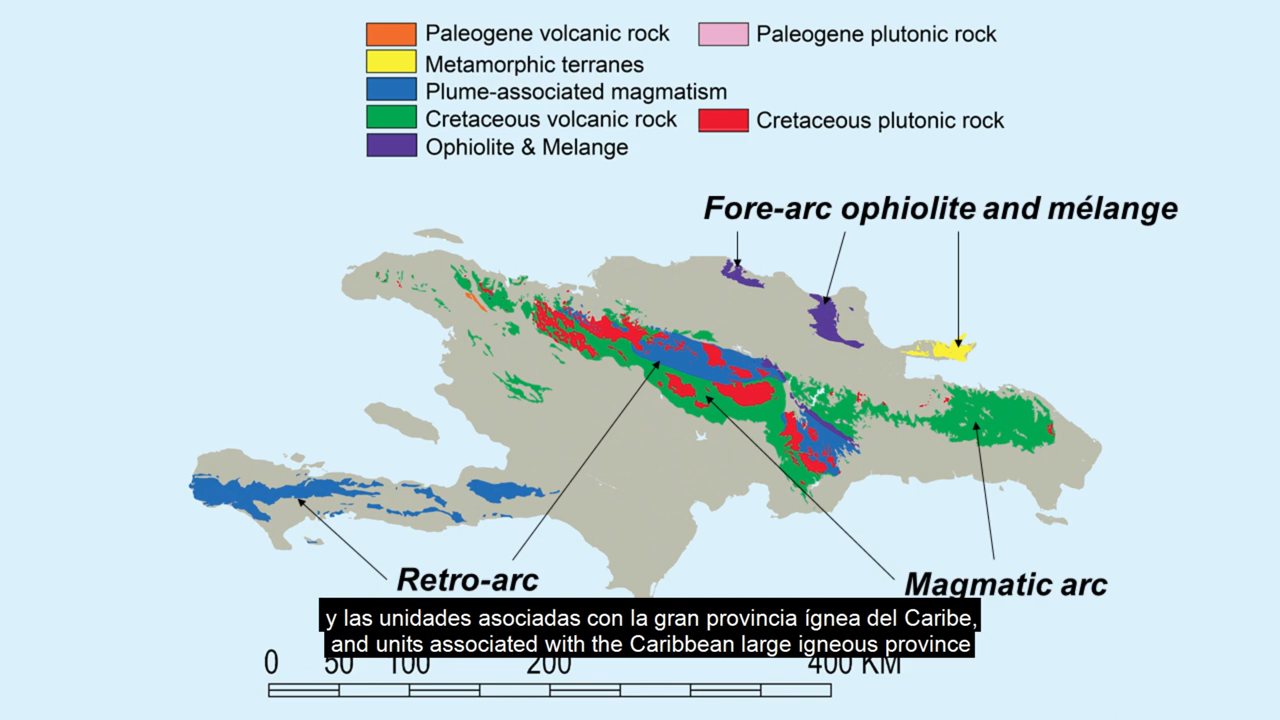 Paleogene volcanic rock
Paleogene plutonic rock
Metamorphic terranes
Plume-associated magmatism
Cretaceous volcanic rock
Cretaceous plutonic rock
Ophiolite & Melange
Fore-arc ophiolite and mélange
Retro-arc
Magmatic arc
y las unidades asociadas con la gran provincia ígnea del Caribe,
and units associated with the Caribbean large igneous province
0 50 100 200 400 KM